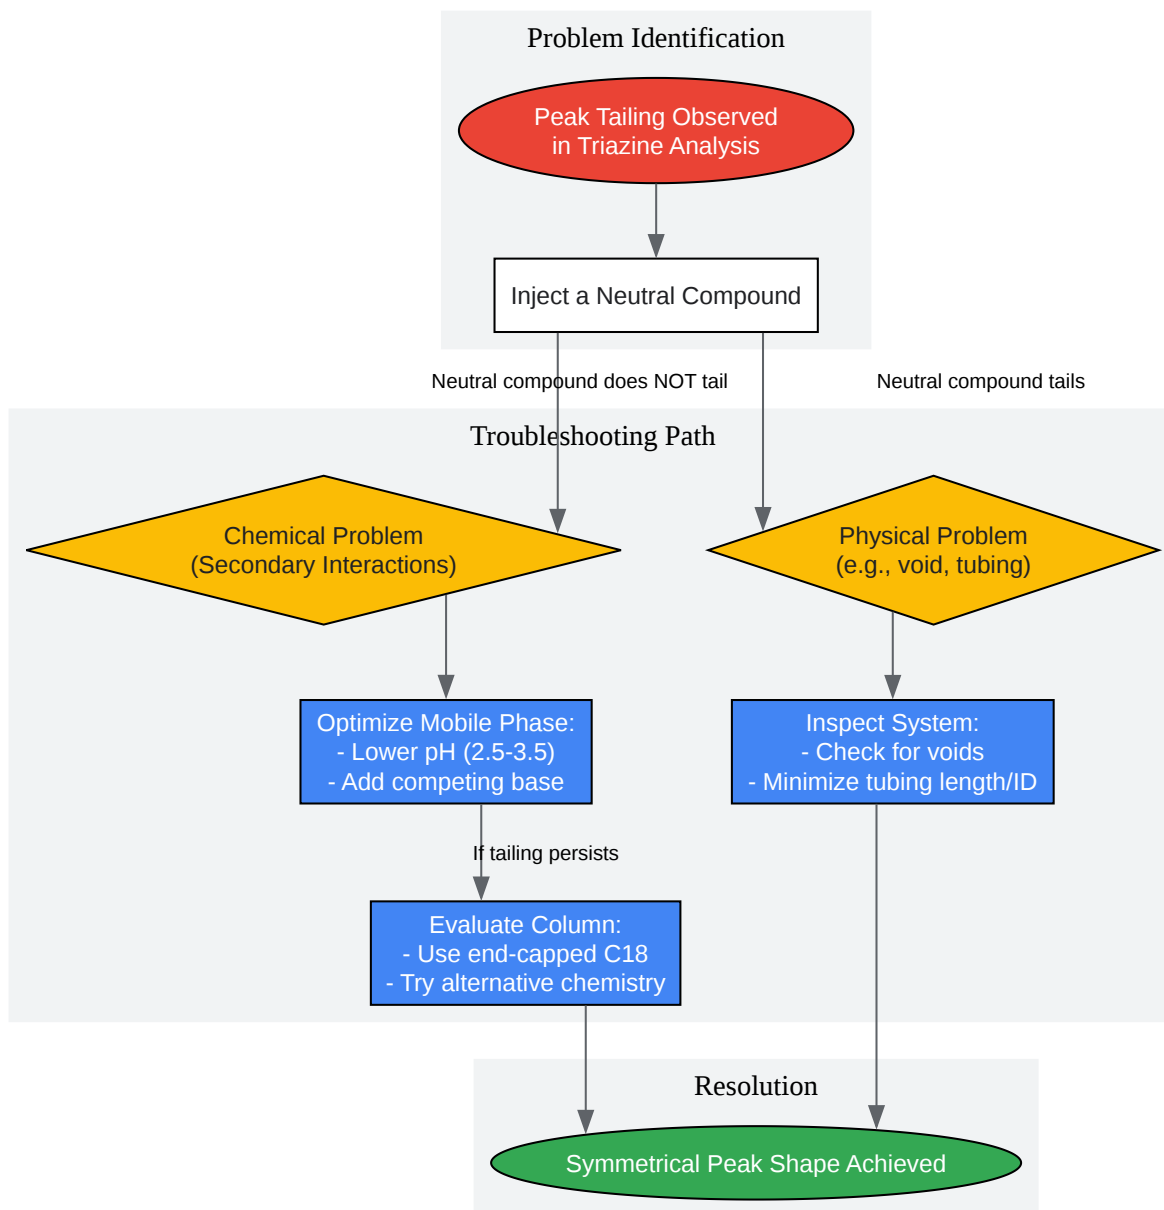 Problem Identification
Peak Tailing Observed
in Triazine Analysis
Inject a Neutral Compound
Neutral compound does NOT tail
Neutral compound tails
Troubleshooting Path
Chemical Problem
(Secondary Interactions)
Physical Problem
(e.g., void, tubing)
Optimize Mobile Phase:
- Lower pH (2.5-3.5)
- Add competing base
Inspect System:
- Check for voids
- Minimize tubing length/ID
If tailing persists
Evaluate Column:
- Use end-capped C18
- Try alternative chemistry
Resolution
Symmetrical Peak Shape Achieved